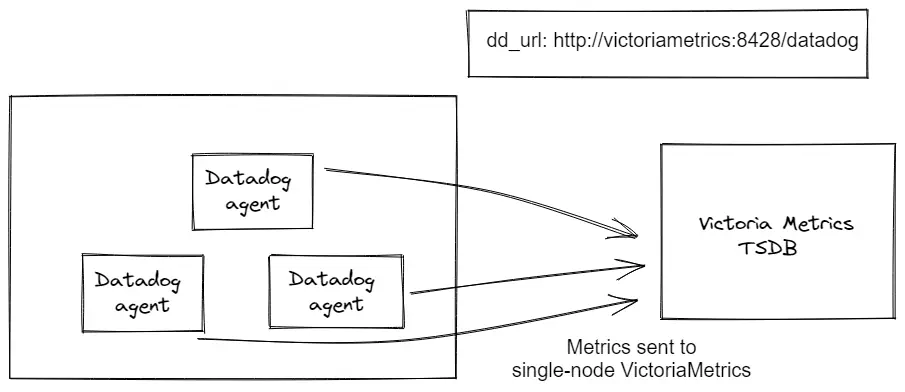 dd_url: http://victoriametrics:8428/datadog
Datadog
agent
Datadog
agent
Datadog
agent
Victoria Metrics
TSDB
Metrics sent to
single-node VictoriaMetrics